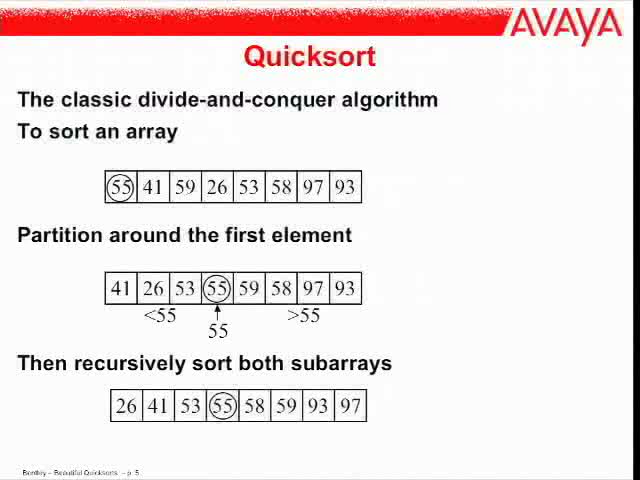 AVAYA
Quicksort
The classic divide-and-conquer algorithm
To sort an array
55 41 59 26 53 58 97 93
Partition around the first element
41 26 53 55 59 58 97 93
<55 >55
55
Then recursively sort both subarrays
26 41 53 55 58 59 93 97
Bentley – Beautiful Quicksorts – p. 5